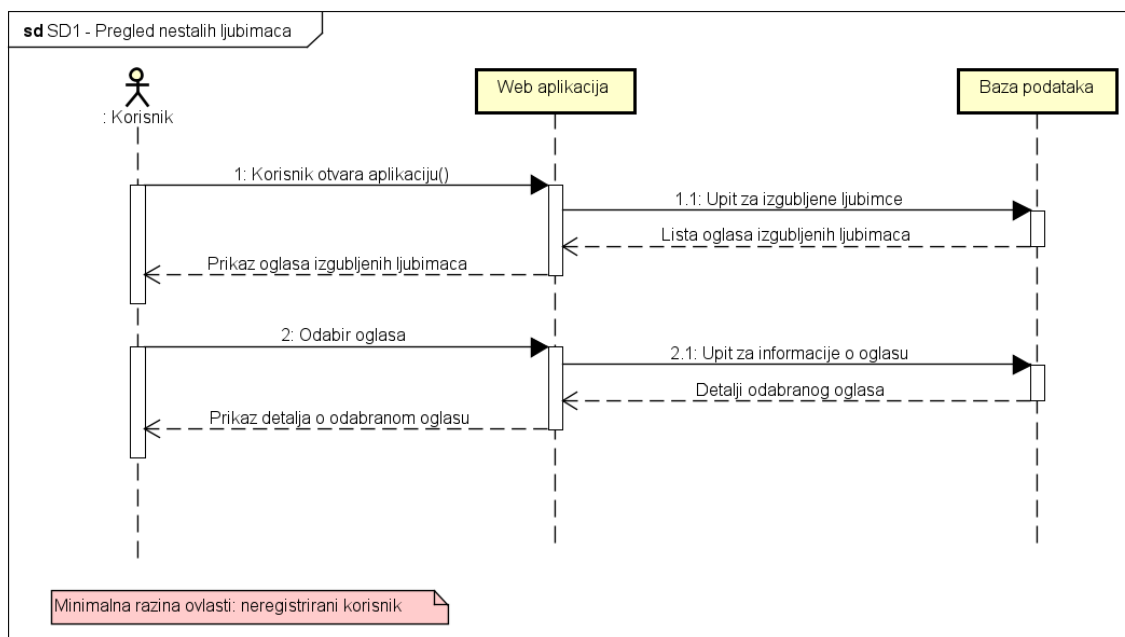 sd SD1 - Pregled nestalih ljubimaca
: Korisnik
Web aplikacija
Baza podataka
1: Korisnik otvara aplikaciju()
1.1: Upit za izgubljene ljubimce
Lista oglasa izgubljenih ljubimaca
Prikaz oglasa izgubljenih ljubimaca
2: Odabir oglasa
2.1: Upit za informacije o oglasu
Detalji odabranog oglasa
Prikaz detalja o odabranom oglasu
Minimalna razina ovlasti: neregistrirani korisnik